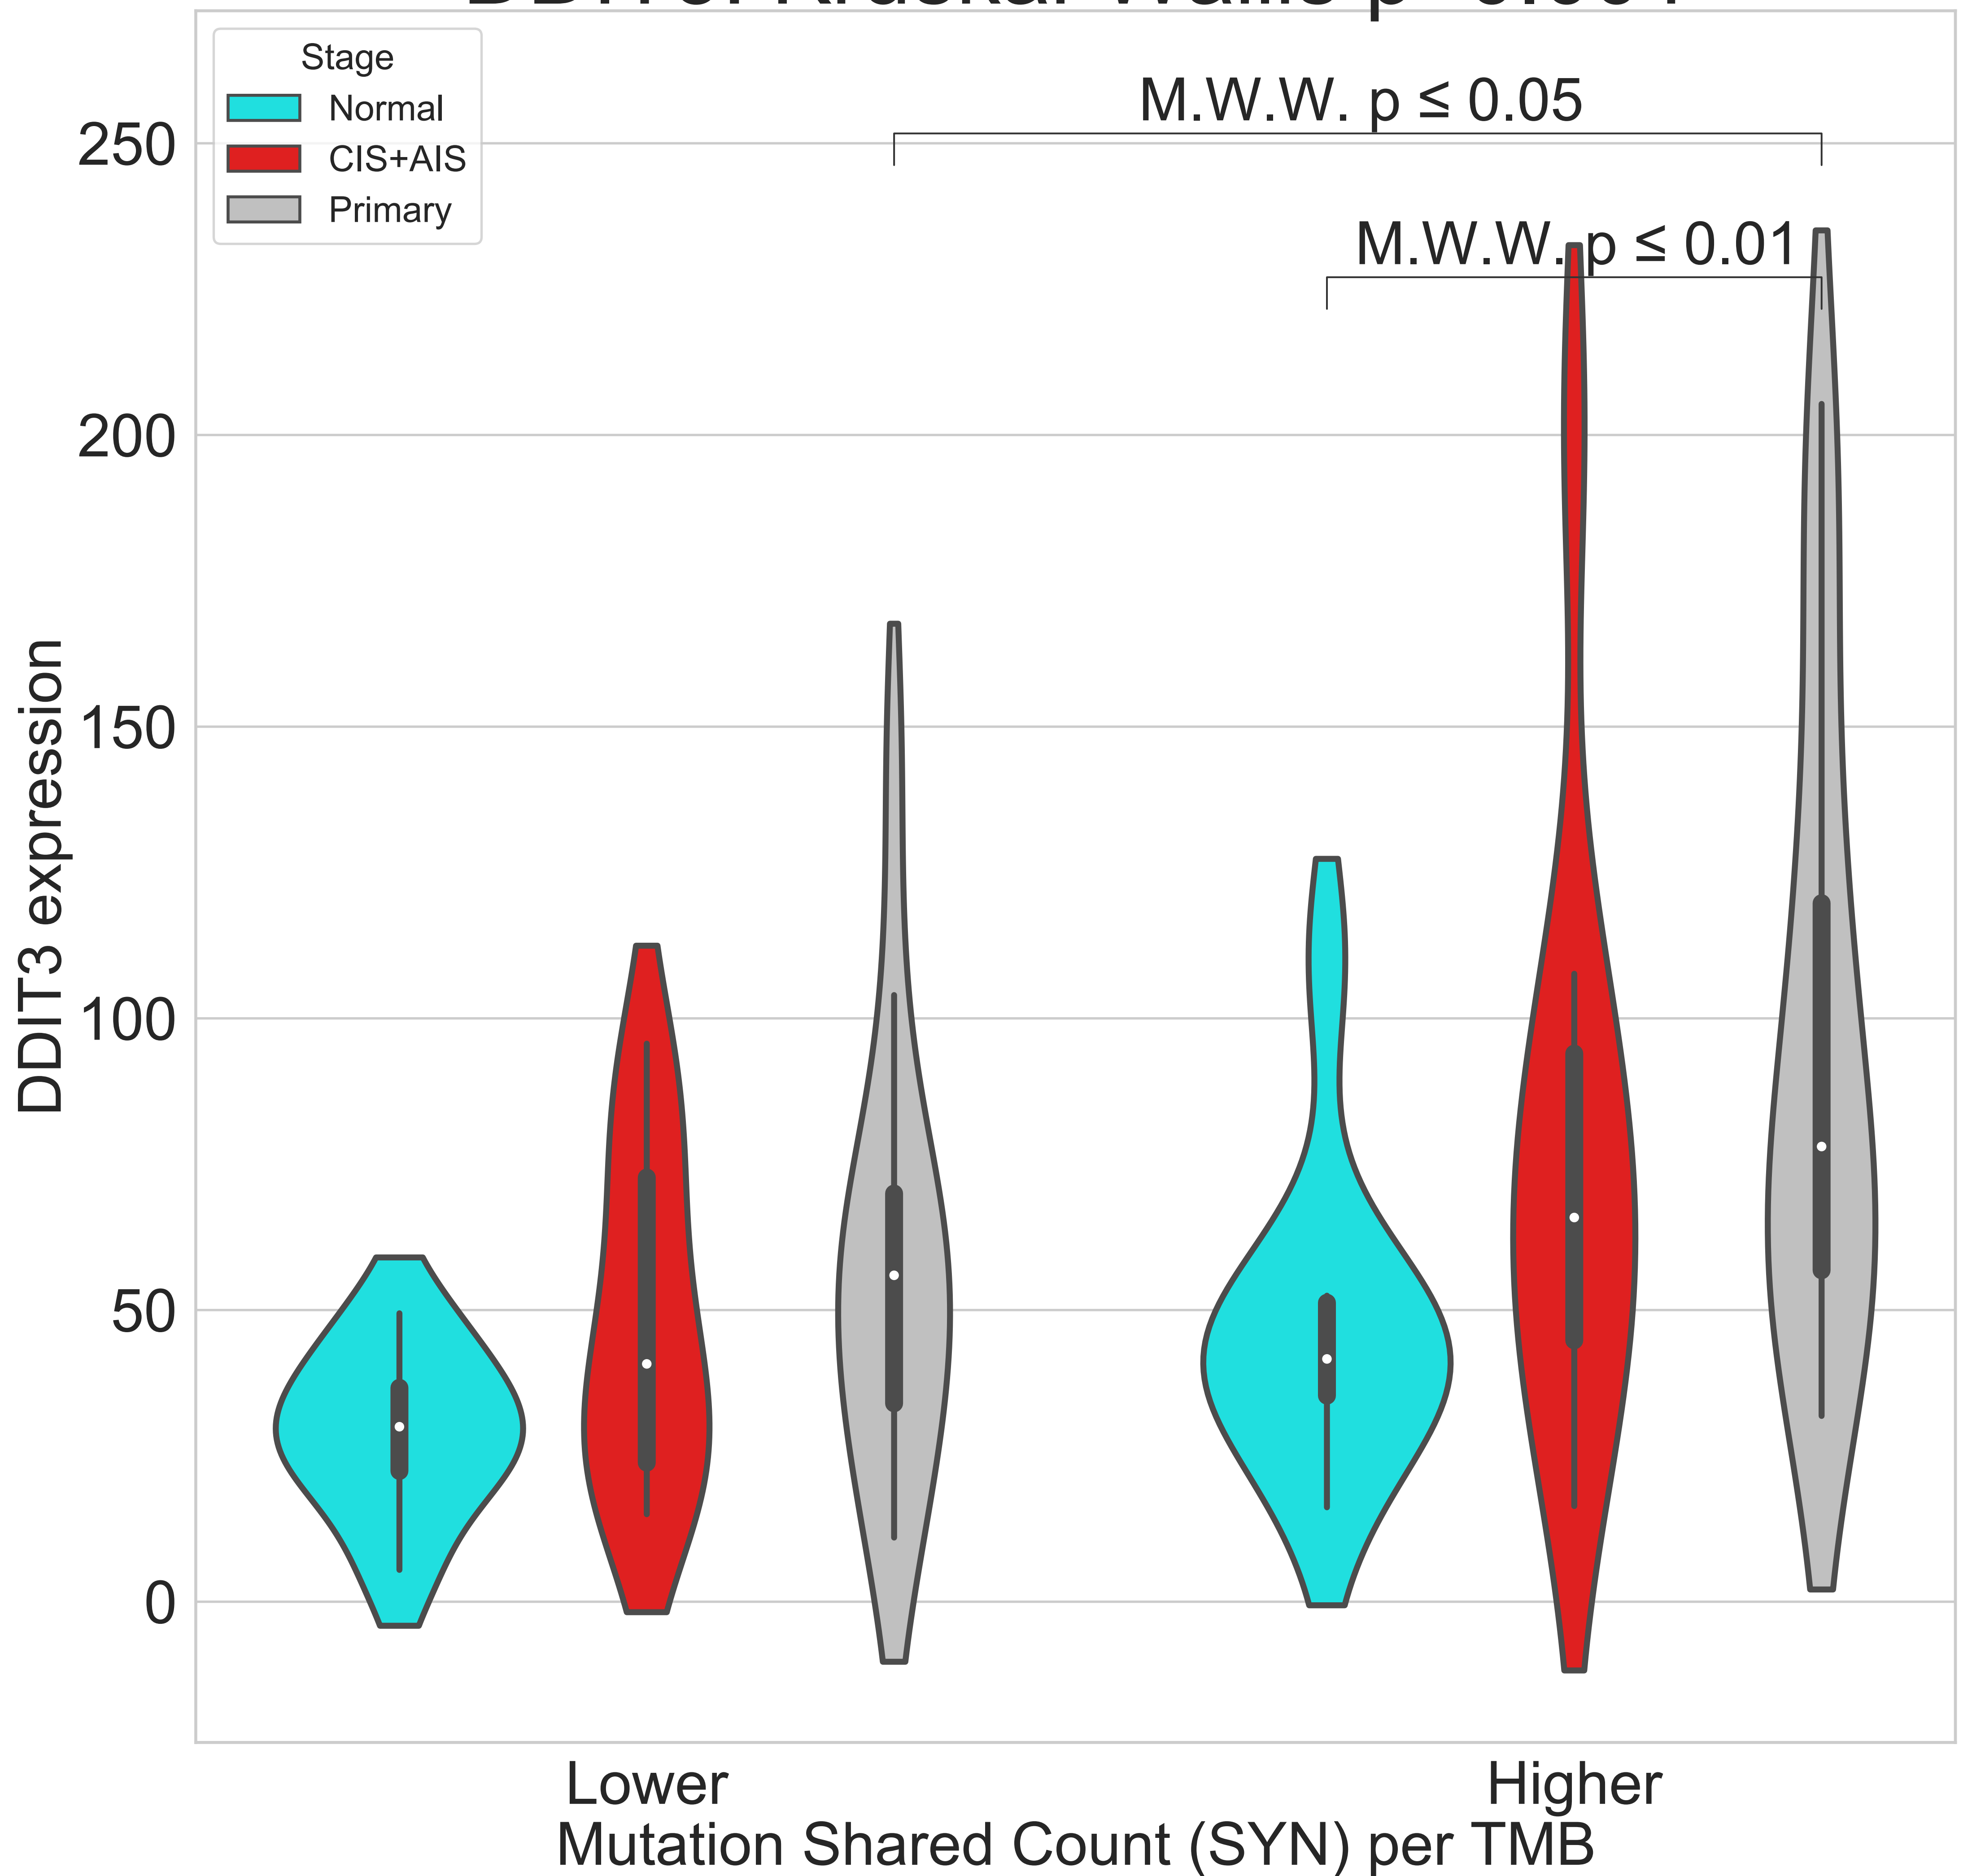 Stage
Normal
CIS+AIS
Primary
M.W.W. p ≤ 0.05
M.W.W. p ≤ 0.01
250
200
150
100
50
0
DDIT3 expression
Lower
Higher
Mutation Shared Count (SYN) per TMB